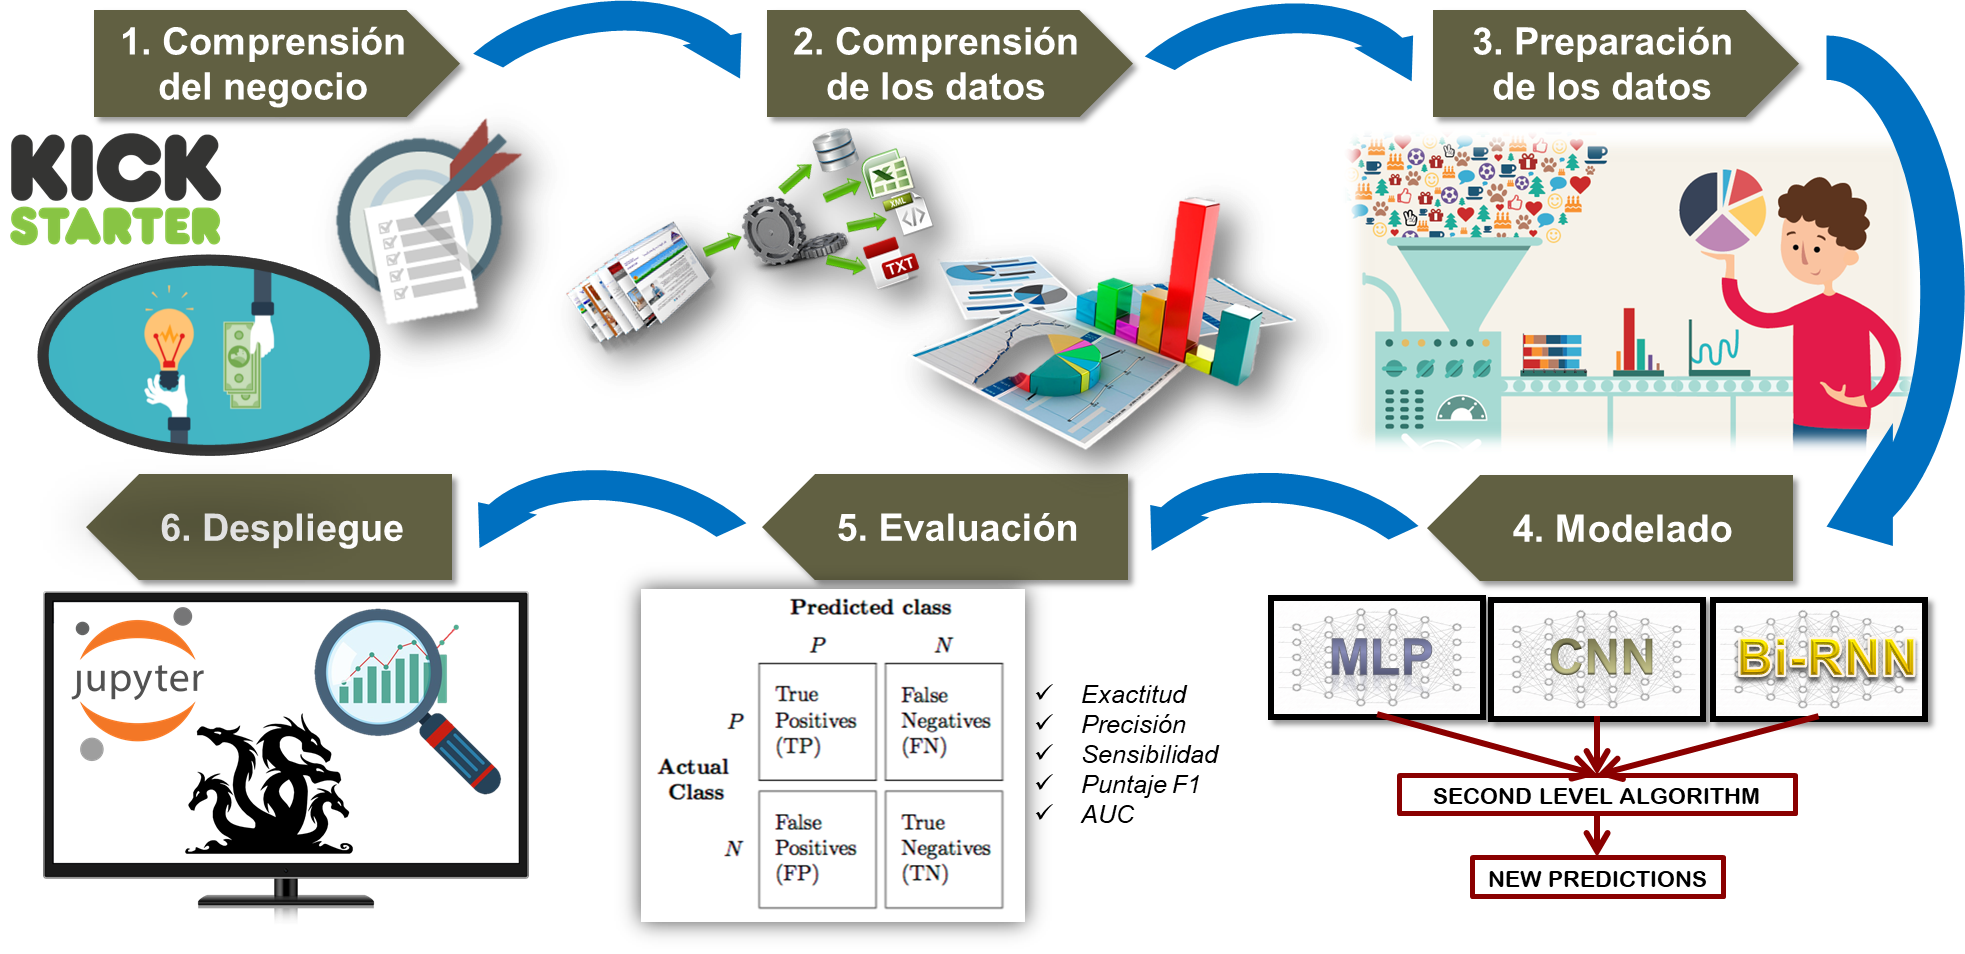 1. Comprensión
del negocio
2. Comprensión
de los datos
3. Preparación
de los datos
KICK
STARTER
XML
</>
TXT
6. Despliegue
5. Evaluación
4. Modelado
jupyter
Predicted class
P N
True
Positives
(TP)
False
Negatives
(FN)
P
Actual
Class
False
Positives
(FP)
True
Negatives
(TN)
N
✓ Exactitud
✓ Precisión
✓ Sensibilidad
✓ Puntaje F1
✓ AUC
MLP
CNN
Bi-RNN
SECOND LEVEL ALGORITHM
NEW PREDICTIONS